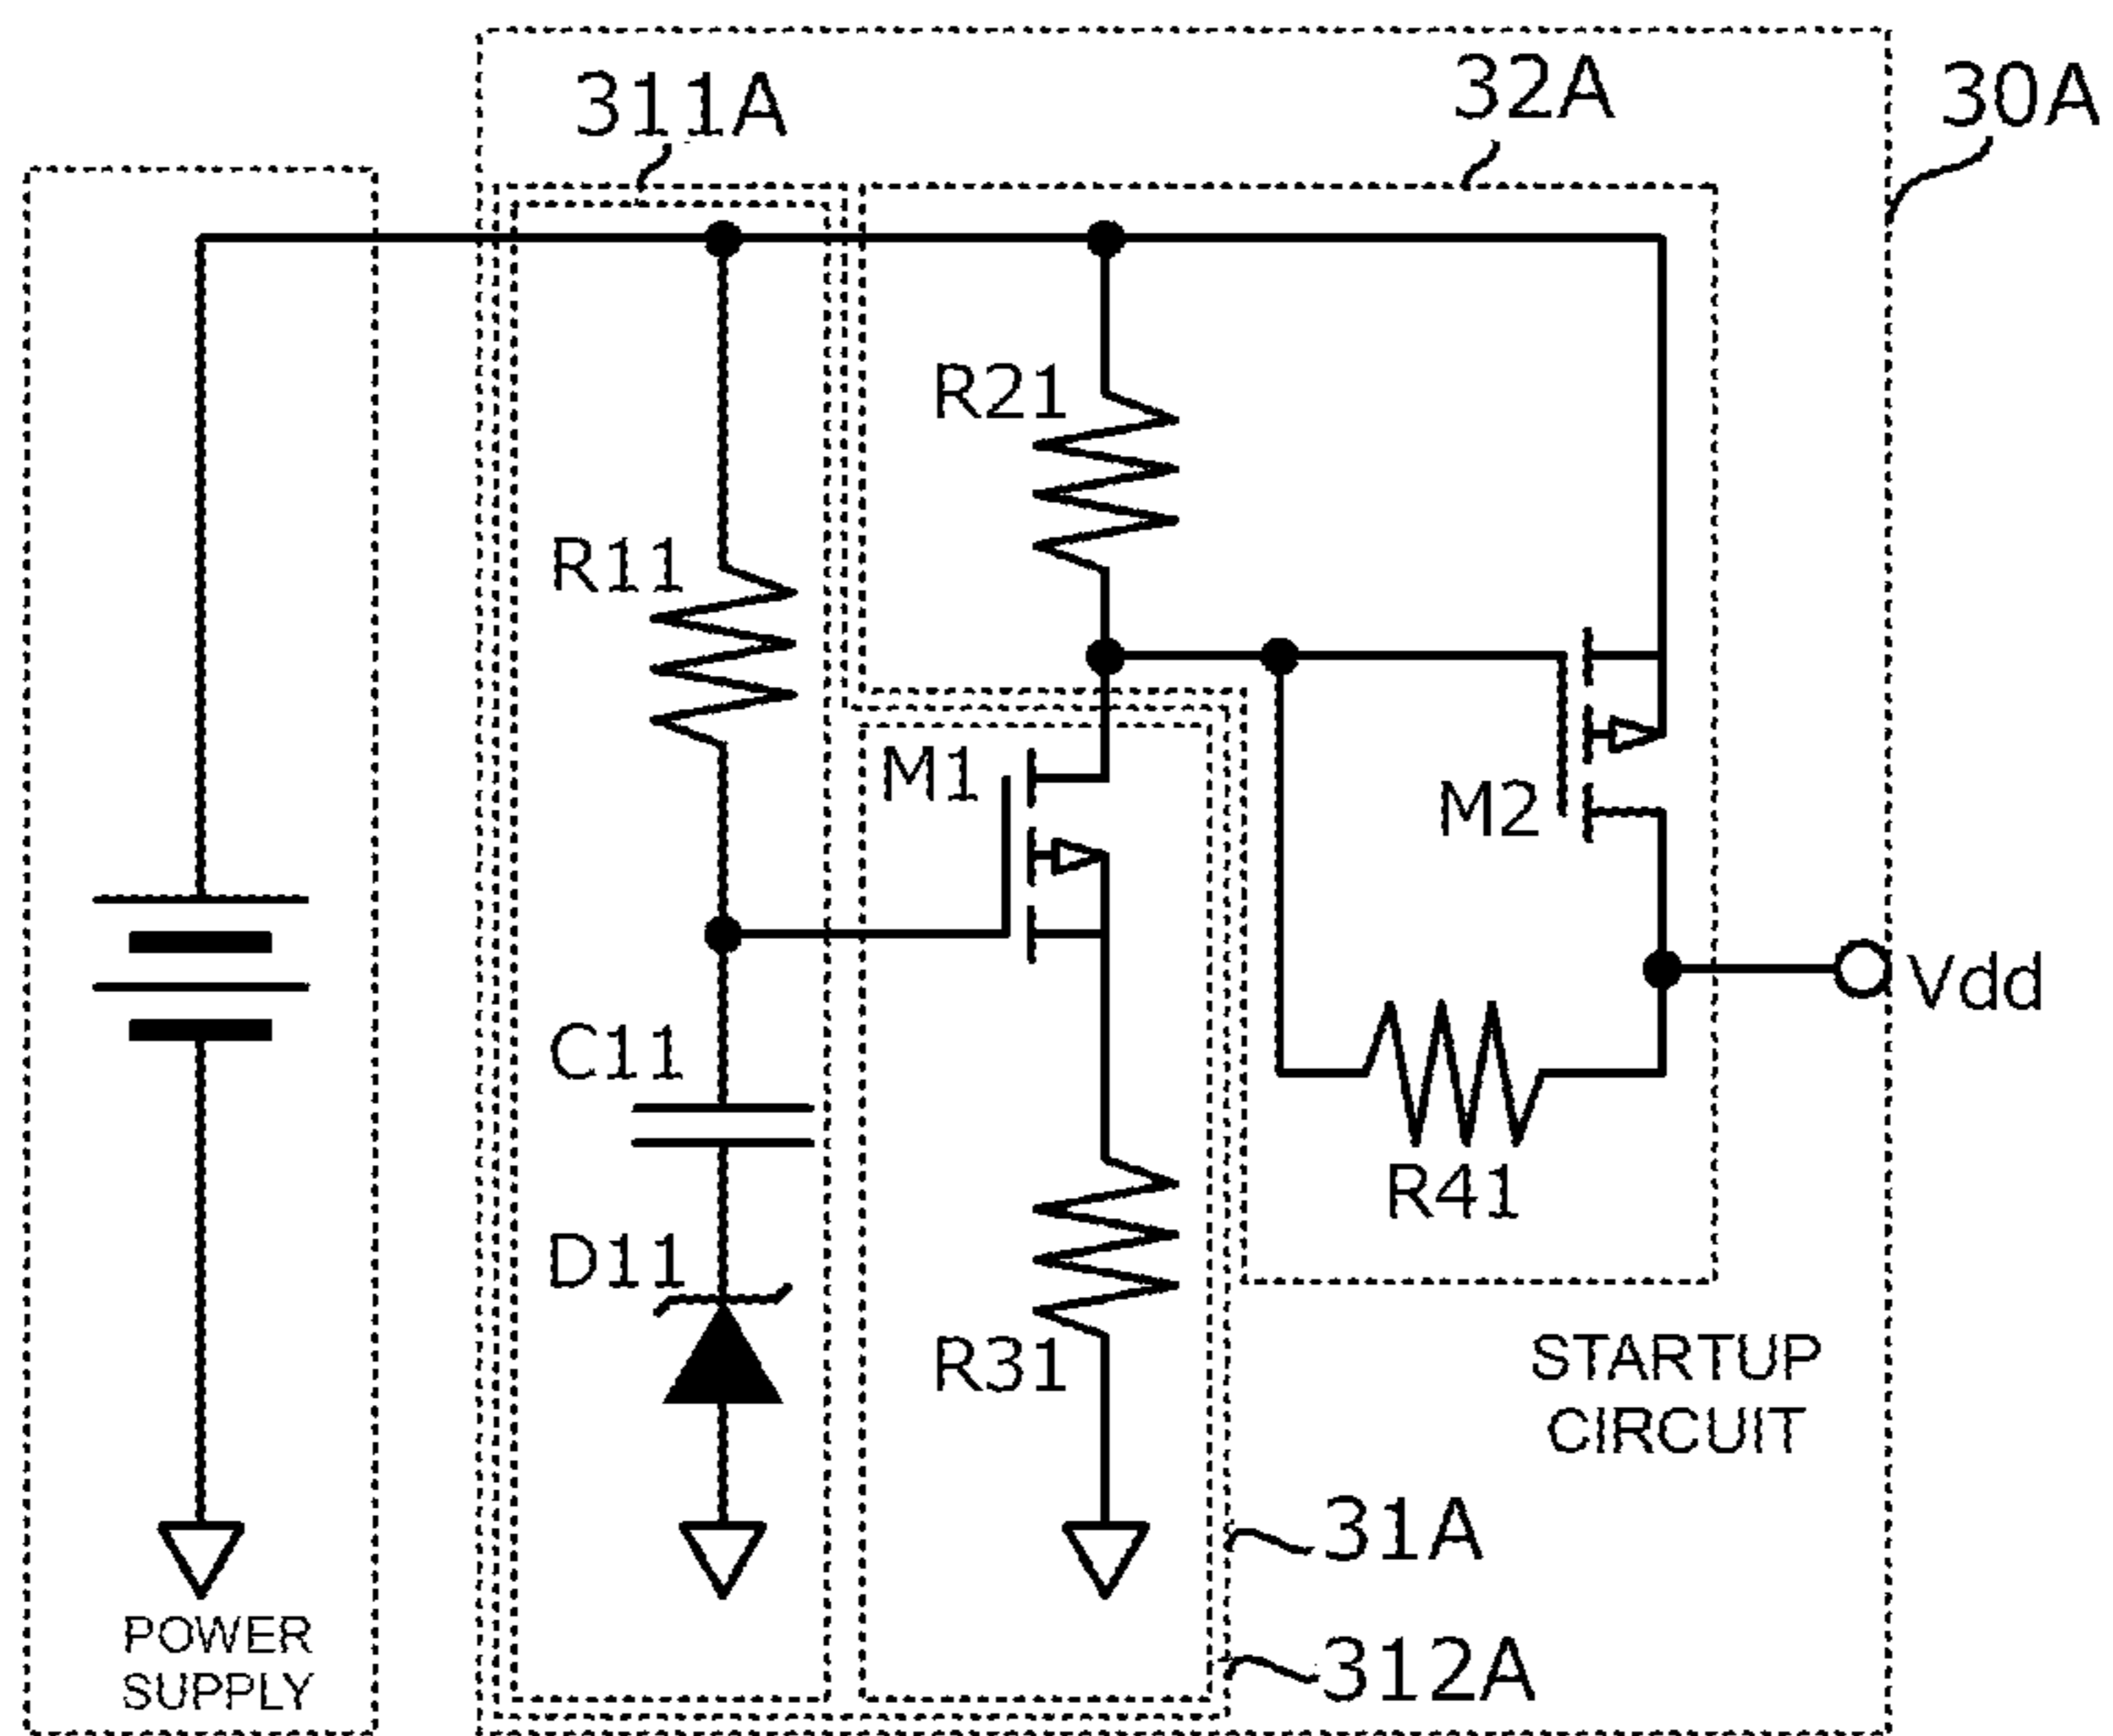 311A
32A
30A
R21
R11
M1
M2
Vdd
C11
R41
D11
R31
STARTUP
CIRCUIT
31A
312A
POWER
SUPPLY